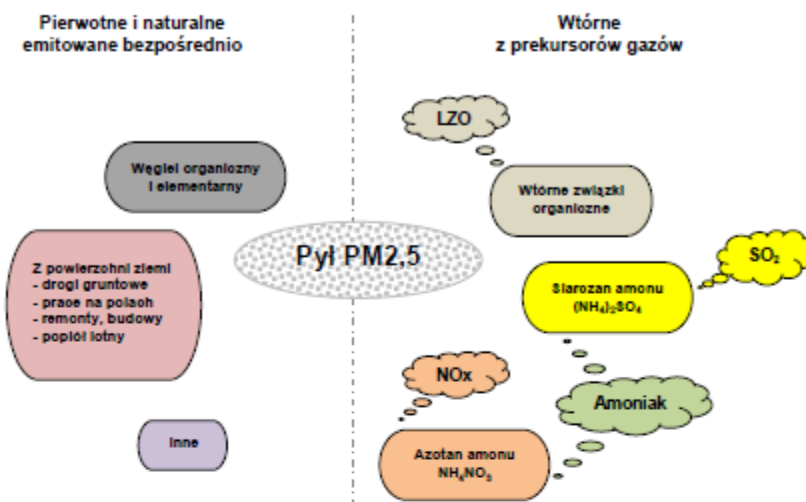 Pierwotne i naturalne
emitowane bezpośrednio
Wtórne
z prekursorów gazów
LZO
Węgiel organiczny
i elementarny
Wtórne związki
organiczne
Pył PM2,5
SO₂
Z powierzchni ziemi
- drogi gruntowe
- prace na polach
- remonty, budowy
- popiół lotny
Siarczan amonu
(NH₄)₂SO₄
NOx
Amoniak
Inne
Azotan amonu
NH₄NO₃